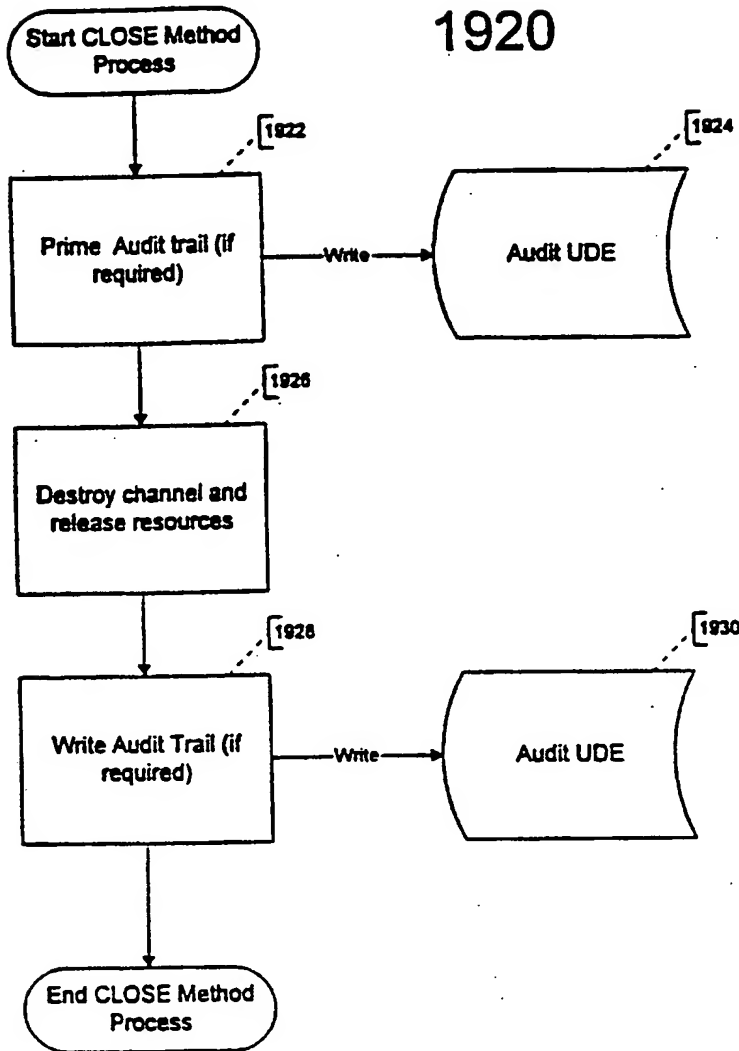 1920
Start CLOSE Method
Process
1922
1924
Prime Audit trail (if
required)
Write
Audit UDE
1926
Destroy channel and
release resources
1928
1930
Write Audit Trail (if
required)
Write
Audit UDE
End CLOSE Method
Process